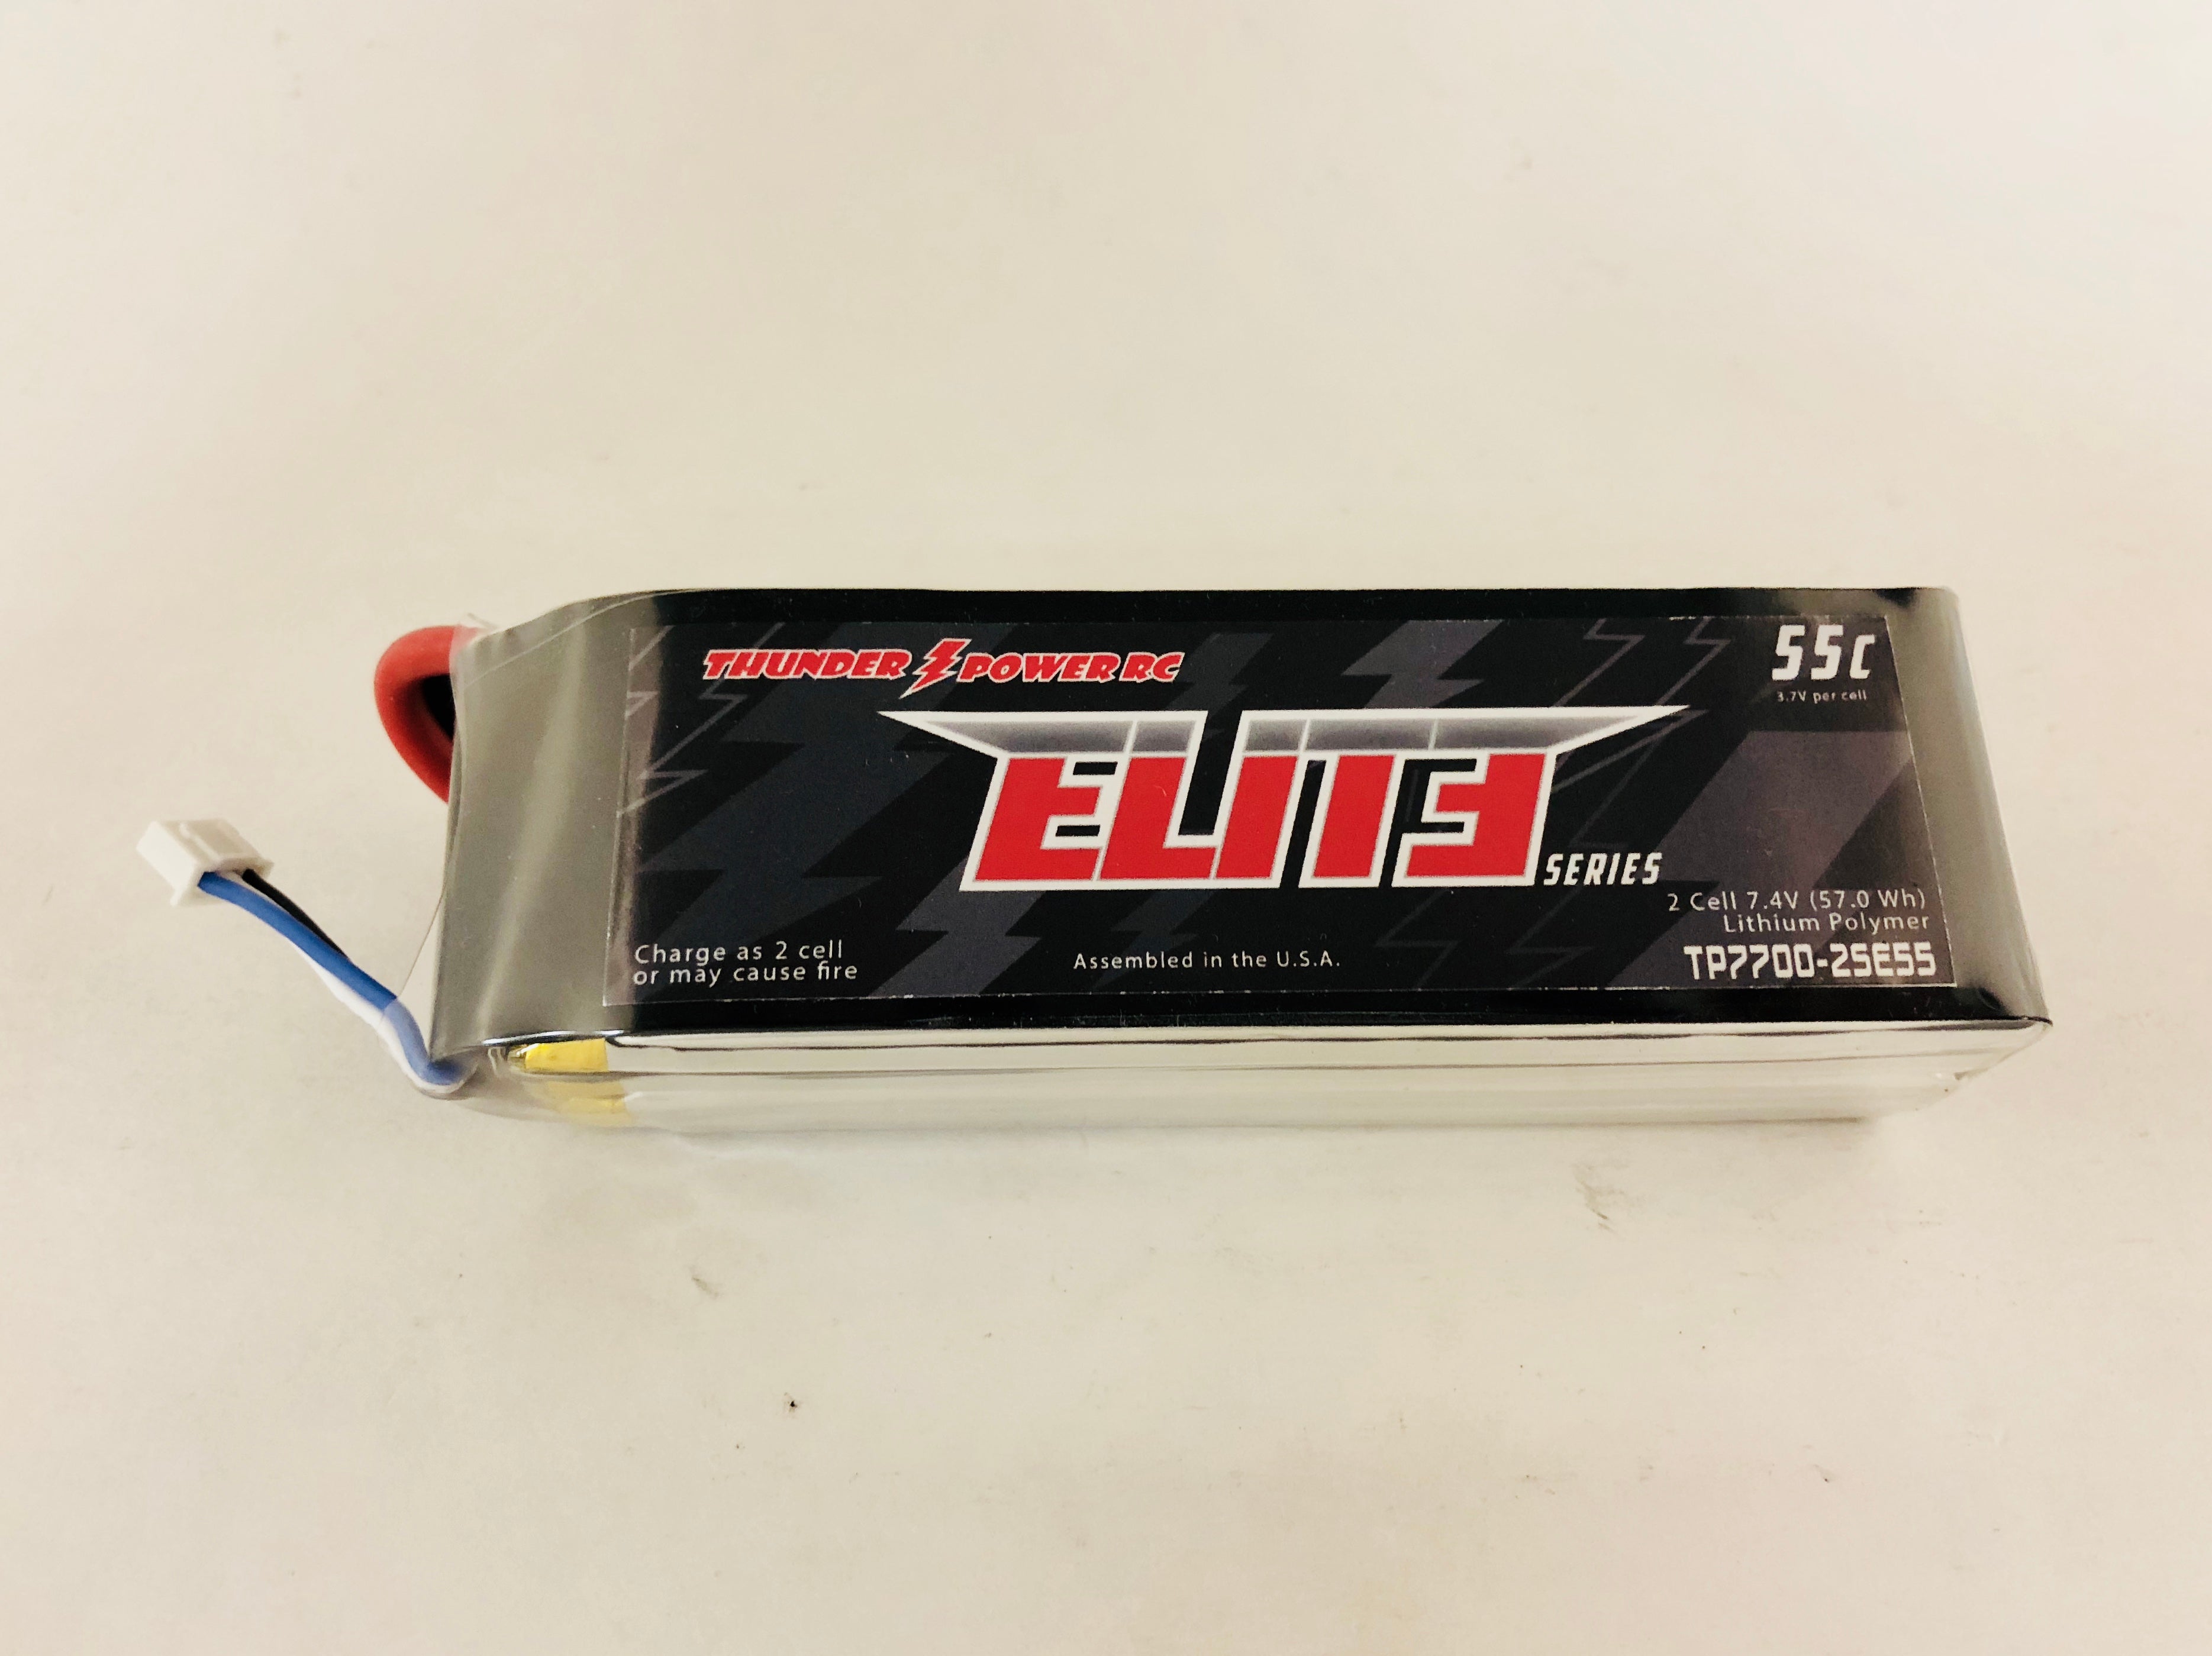 THUNDER POWER RC
55C
3.7V per cell
ELITE
SERIES
2 Cell 7.4V (57.0 Wh)
Lithium Polymer
TP7700-2SE55
Charge as 2 cell
or may cause fire
Assembled in the U.S.A.